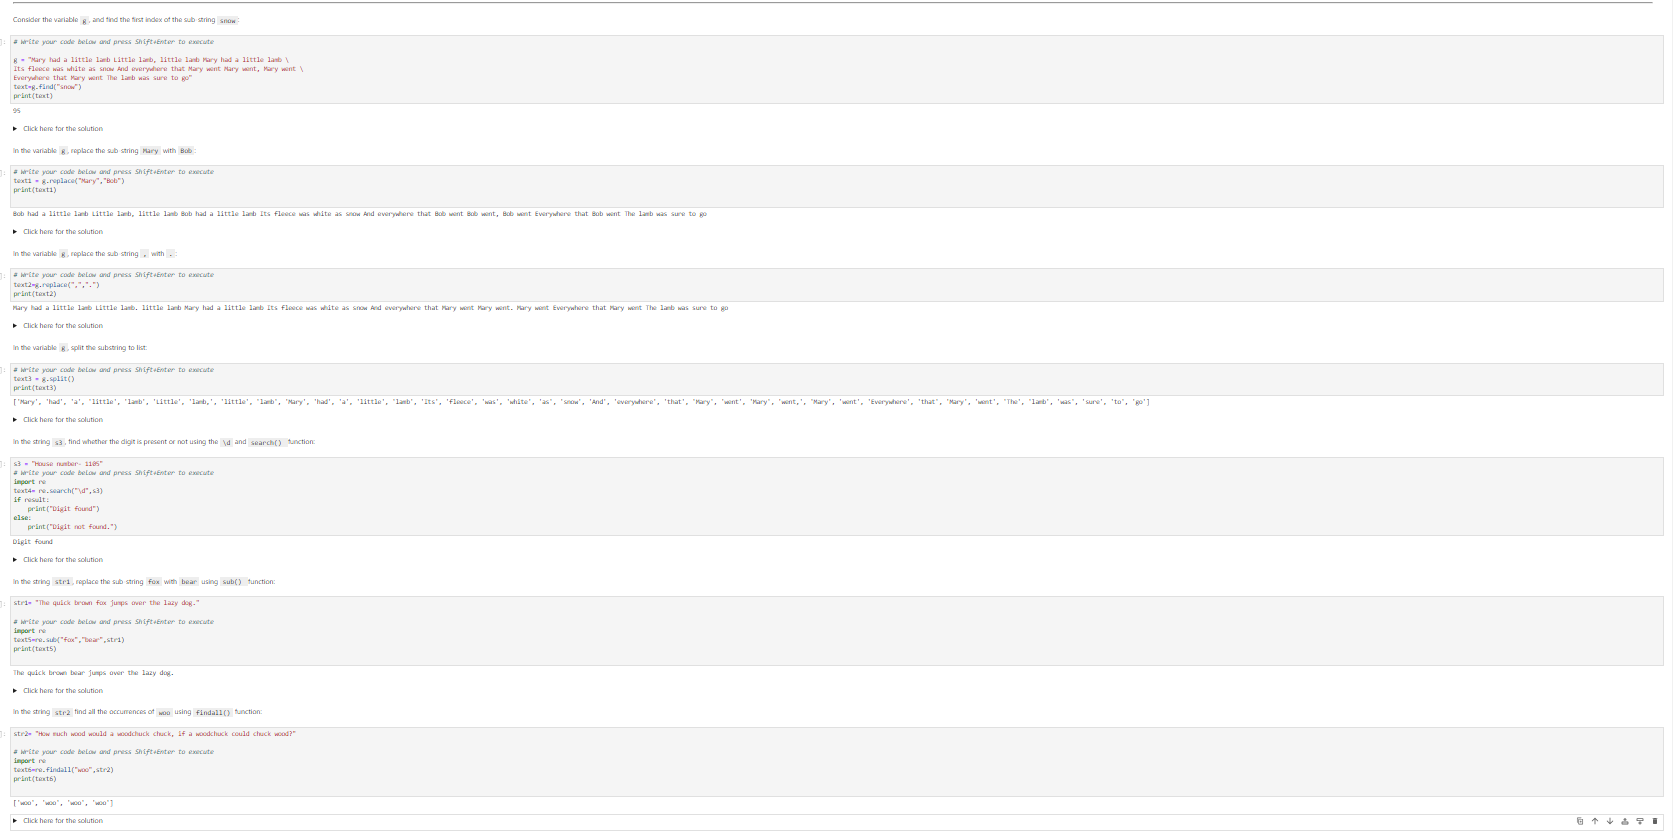 Consider the variable g, and find the first index of the sub-string snow:
# Write your code below and press Shift+Enter to execute
g = "Mary had a little lamb Little lamb, little lamb Mary had a little lamb \
Its fleece was white as snow And everywhere that Mary went Mary went, Mary went \
Everywhere that Mary went The lamb was sure to go"
text=g.find("snow")
print(text)
95
Click here for the solution
In the variable g, replace the sub-string Mary with Bob:
# Write your code below and press Shift+Enter to execute
text1 = g.replace("Mary","Bob")
print(text1)
Bob had a little lamb Little lamb, little lamb Bob had a little lamb Its fleece was white as snow And everywhere that Bob went Bob went, Bob went Everywhere that Bob went The lamb was sure to go
Click here for the solution
In the variable g, replace the sub-string , with .:
# Write your code below and press Shift+Enter to execute
text2=g.replace(",",".")
print(text2)
Mary had a little lamb Little lamb. little lamb Mary had a little lamb Its fleece was white as snow And everywhere that Mary went Mary went. Mary went Everywhere that Mary went The lamb was sure to go
Click here for the solution
In the variable g, split the substring to list:
# Write your code below and press Shift+Enter to execute
text3 = g.split()
print(text3)
['Mary', 'had', 'a', 'little', 'lamb', 'Little', 'lamb,', 'little', 'lamb', 'Mary', 'had', 'a', 'little', 'lamb', 'Its', 'fleece', 'was', 'white', 'as', 'snow', 'And', 'everywhere', 'that', 'Mary', 'went', 'Mary', 'went,', 'Mary', 'went', 'Everywhere', 'that', 'Mary', 'went', 'The', 'lamb', 'was', 'sure', 'to', 'go']
Click here for the solution
In the string s3, find whether the digit is present or not using the \d and search() function:
s3 = "House number- 1105"
# Write your code below and press Shift+Enter to execute
import re
text4= re.search("\d",s3)
if result:
print("Digit found")
else:
print("Digit not found.")
Digit found
Click here for the solution
In the string str1, replace the sub-string fox with bear using sub() function:
str1= "The quick brown fox jumps over the lazy dog."
# Write your code below and press Shift+Enter to execute
import re
text5=re.sub("fox","bear",str1)
print(text5)
The quick brown bear jumps over the lazy dog.
Click here for the solution
In the string str2 find all the occurrences of woo using findall() function:
str2= "How much wood would a woodchuck chuck, if a woodchuck could chuck wood?"
# Write your code below and press Shift+Enter to execute
import re
text6=re.findall("woo",str2)
print(text6)
['woo', 'woo', 'woo', 'woo']
Click here for the solution